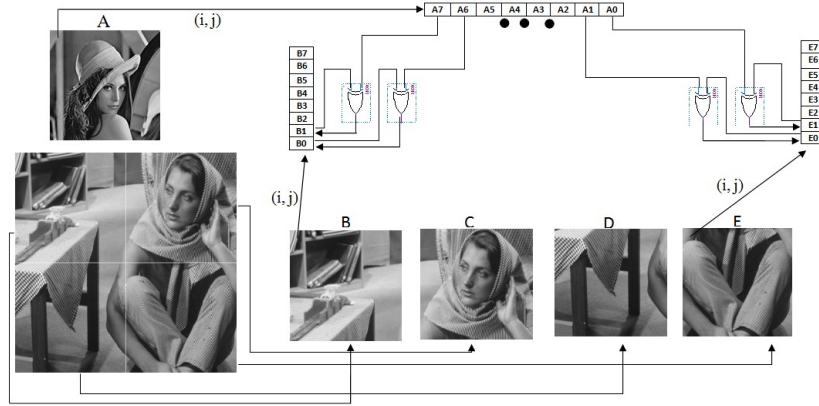 A
(i, j)
A7 A6 A5 A4 A3 A2 A1 A0
B7
B6
B5
B4
B3
B2
B1
B0
E7
E6
E5
E4
E3
E2
E1
E0
(i, j)
(i, j)
B
C
D
E